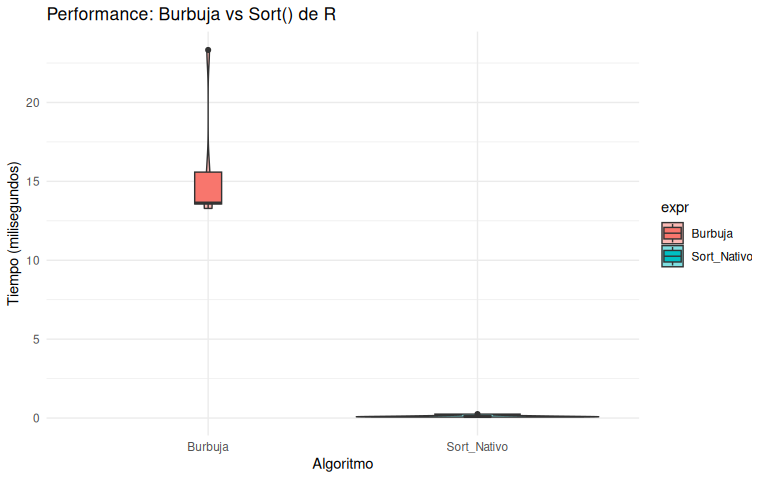 Performance: Burbuja vs Sort() de R
Tiempo (milisegundos)
20
15
10
5
0
Burbuja
Sort_Nativo
Algoritmo
expr
Burbuja
Sort_Nativo